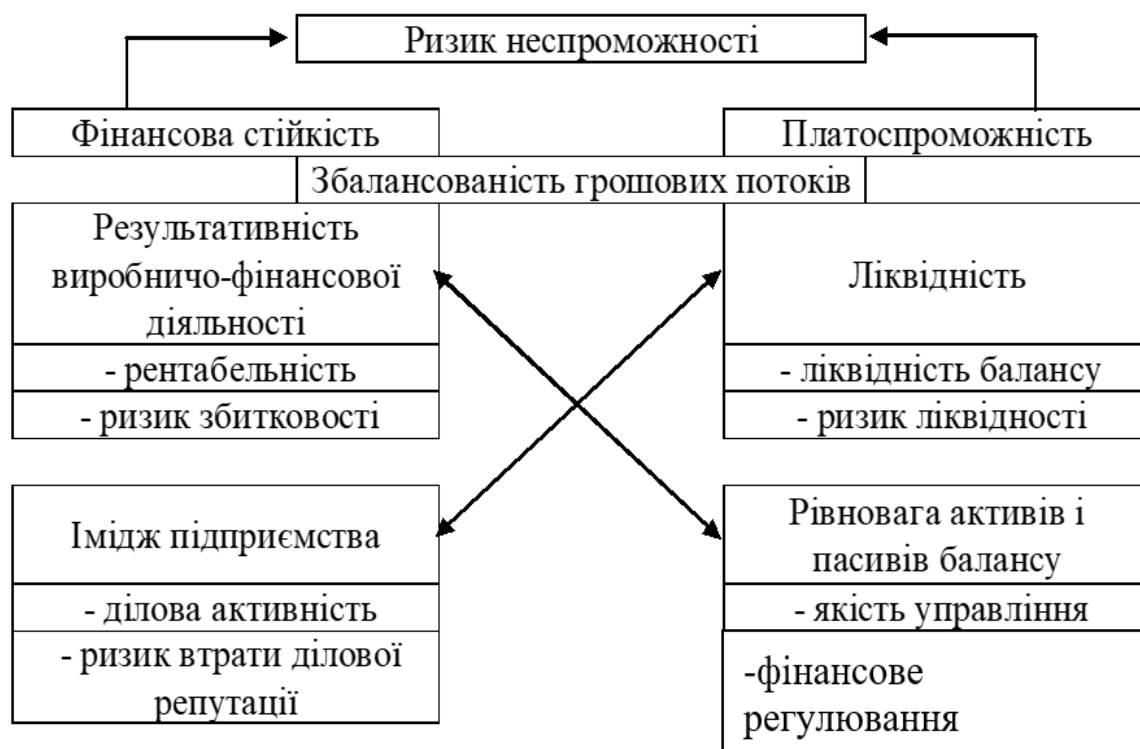 Ризик неспроможності
Фінансова стійкість
Платоспроможність
Збалансованість грошових потоків
Результативність
виробничо-фінансової
діяльності
- рентабельність
- ризик збитковості
Ліквідність
- ліквідність балансу
- ризик ліквідності
Імідж підприємства
- ділова активність
- ризик втрати ділової
репутації
Рівновага активів і
пасивів балансу
- якість управління
-фінансове
регулювання